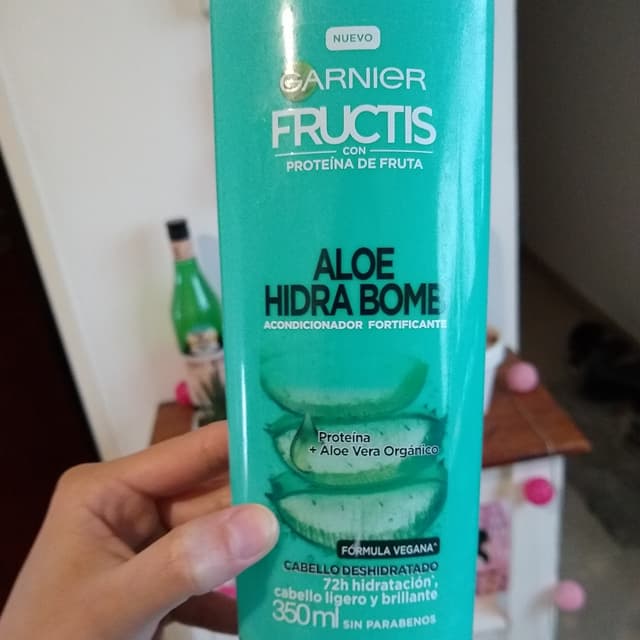 NUEVO
GARNIER
FRUCTIS
CON
PROTEÍNA DE FRUTA
ALOE
HIDRA BOMB
ACONDICIONADOR FORTIFICANTE
Proteína
+ Aloe Vera Orgánico
FÓRMULA VEGANA^
CABELLO DESHIDRATADO
72h hidratación*,
cabello ligero y brillante
350ml SIN PARABENOS